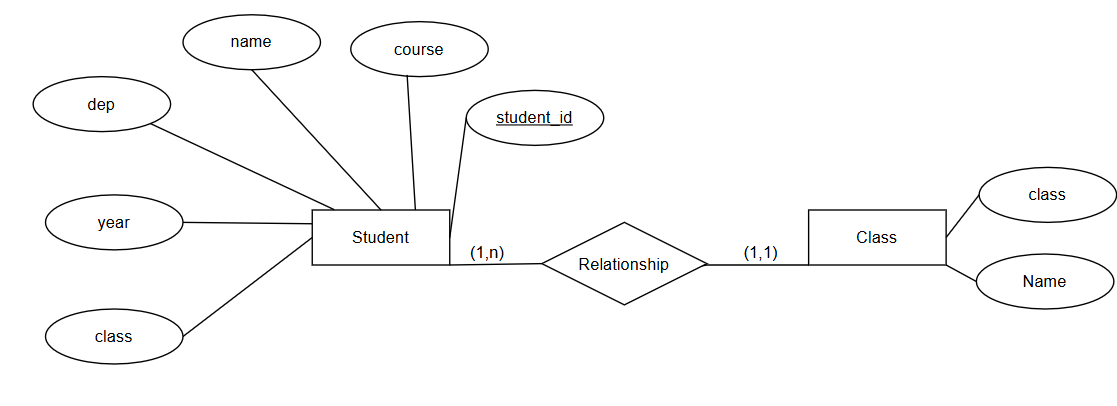 name
course
dep
student_id
class
year
Student
Class
(1,n)
(1,1)
Relationship
Name
class